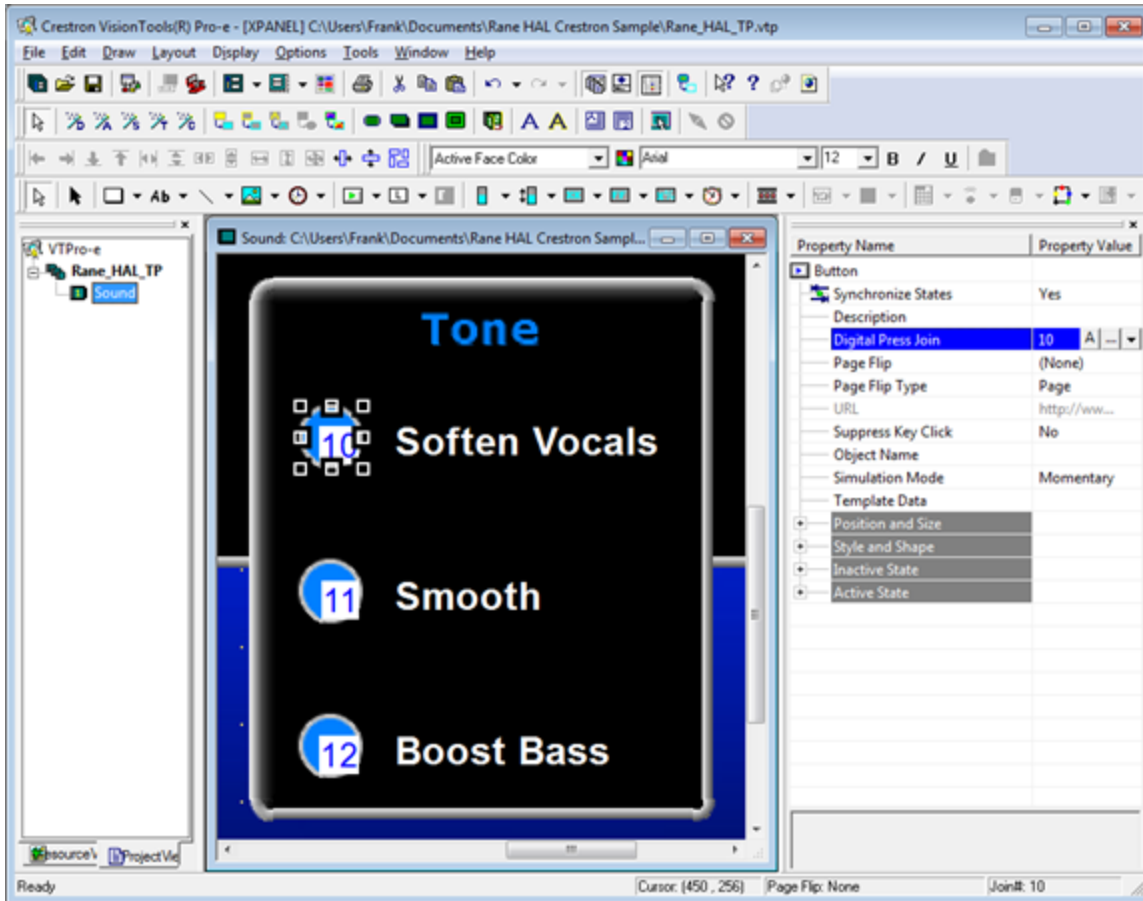 Crestron VisionTools(R) Pro-e - [XPANEL] C:\Users\Frank\Documents\Rane HAL Crestron Sample\Rane_HAL_TP.vtp
File Edit Draw Layout Display Options Tools Window Help
Active Face Color Arial 12 B / U
Ab
VTPro-e
Rane_HAL_TP
Sound
Sound: C:\Users\Frank\Documents\Rane HAL Crestron Sampl...
Tone
10 Soften Vocals
11 Smooth
12 Boost Bass
Property Name Property Value
Button
Synchronize States Yes
Description
Digital Press Join 10 A ...
Page Flip (None)
Page Flip Type Page
URL http://ww...
Suppress Key Click No
Object Name
Simulation Mode Momentary
Template Data
Position and Size
Style and Shape
Inactive State
Active State
ProjectVie
Ready Cursor: (450 , 256) Page Flip: None Join#: 10